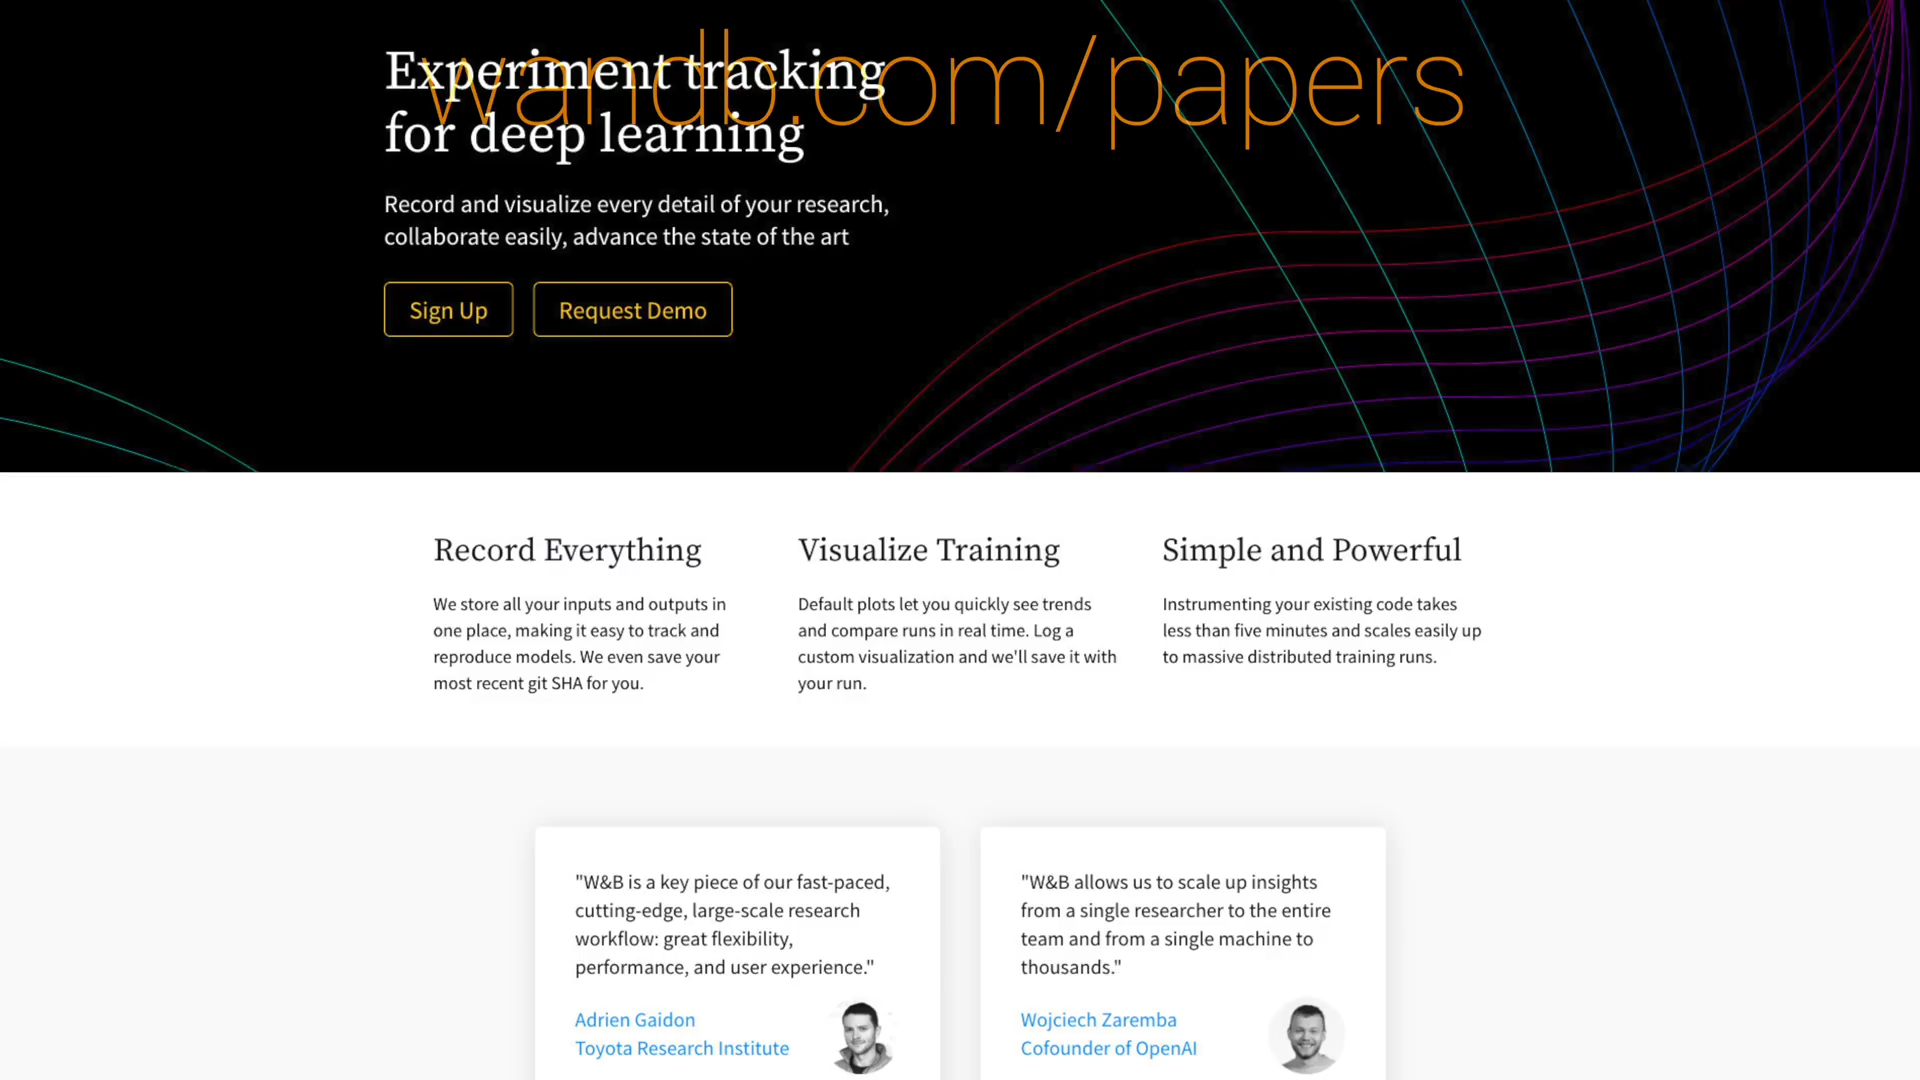 wandb.com/papers
Experiment tracking
for deep learning
Record and visualize every detail of your research,
collaborate easily, advance the state of the art
Sign Up
Request Demo
Record Everything
We store all your inputs and outputs in
one place, making it easy to track and
reproduce models. We even save your
most recent git SHA for you.
Visualize Training
Default plots let you quickly see trends
and compare runs in real time. Log a
custom visualization and we'll save it with
your run.
Simple and Powerful
Instrumenting your existing code takes
less than five minutes and scales easily up
to massive distributed training runs.
"W&B is a key piece of our fast-paced,
cutting-edge, large-scale research
workflow: great flexibility,
performance, and user experience."
Adrien Gaidon
Toyota Research Institute
"W&B allows us to scale up insights
from a single researcher to the entire
team and from a single machine to
thousands."
Wojciech Zaremba
Cofounder of OpenAI